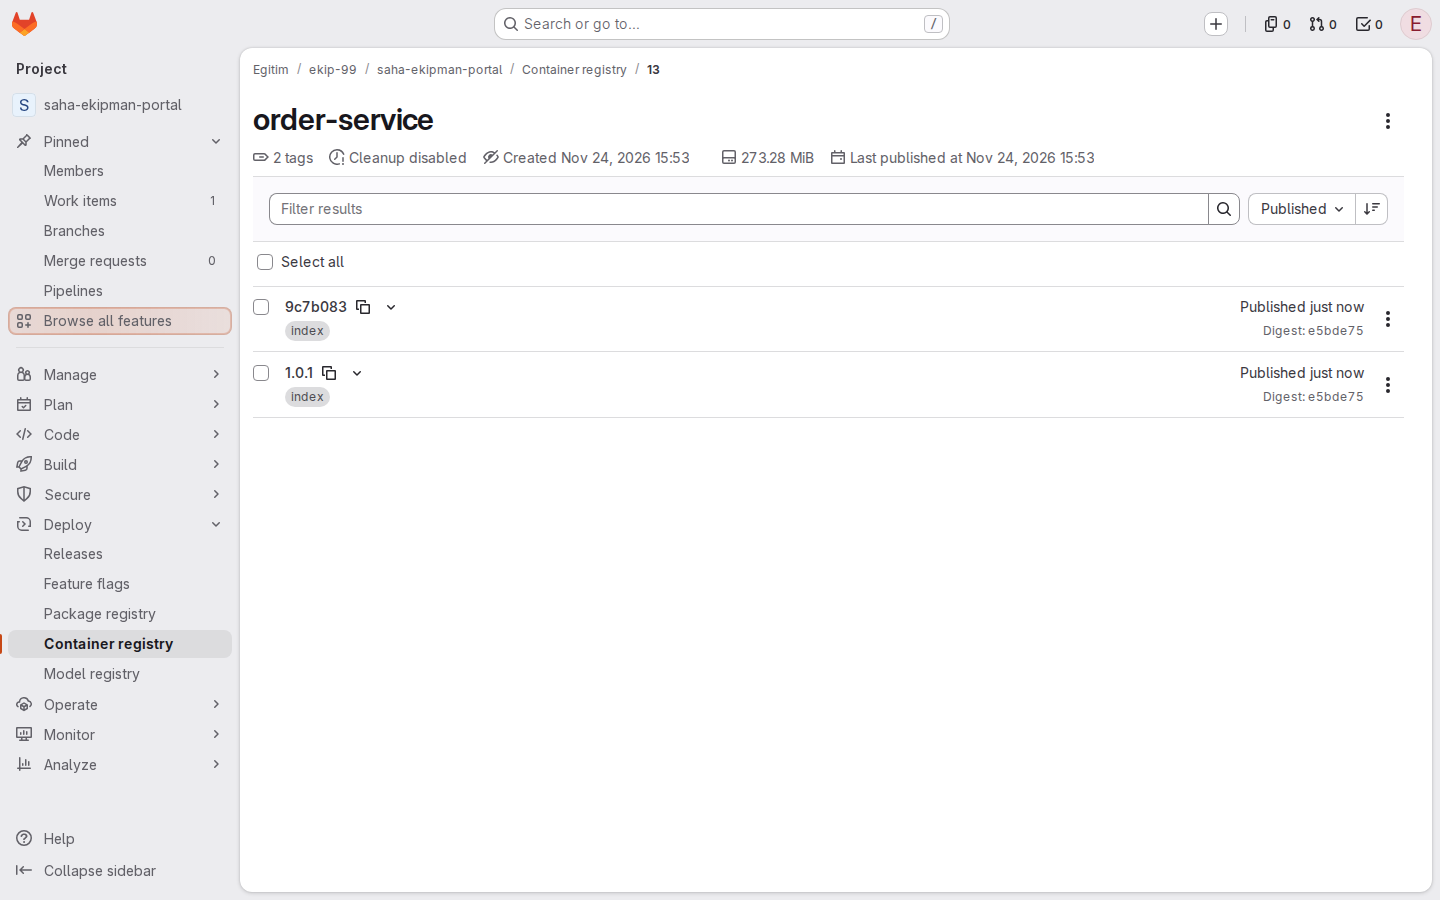 Search or go to...
/
0
0
0
E
Project
S
saha-ekipman-portal
Pinned
Members
Work items
1
Branches
Merge requests
0
Pipelines
Browse all features
Manage
Plan
Code
Build
Secure
Deploy
Releases
Feature flags
Package registry
Container registry
Model registry
Operate
Monitor
Analyze
Help
Collapse sidebar
Egitim / ekip-99 / saha-ekipman-portal / Container registry / 13
order-service
2 tags Cleanup disabled Created Nov 24, 2026 15:53 273.28 MiB Last published at Nov 24, 2026 15:53
Filter results
Published
Select all
9c7b083
Published just now
index
Digest: e5bde75
1.0.1
Published just now
index
Digest: e5bde75